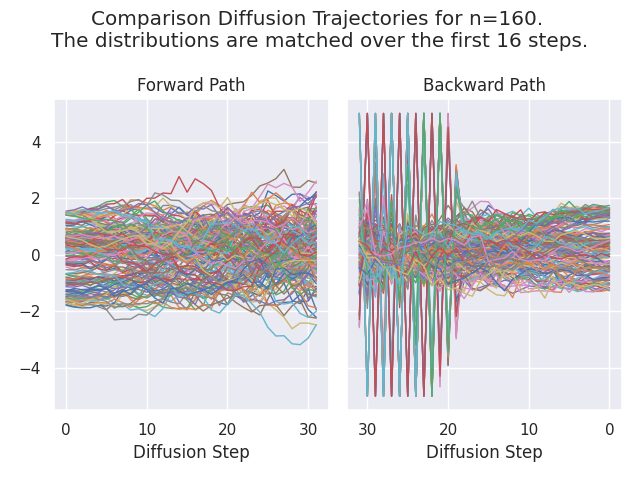 Comparison Diffusion Trajectories for n=160.
The distributions are matched over the first 16 steps.
Forward Path
Backward Path
4
2
0
−2
−4
0 10 20 30
30 20 10 0
Diffusion Step
Diffusion Step